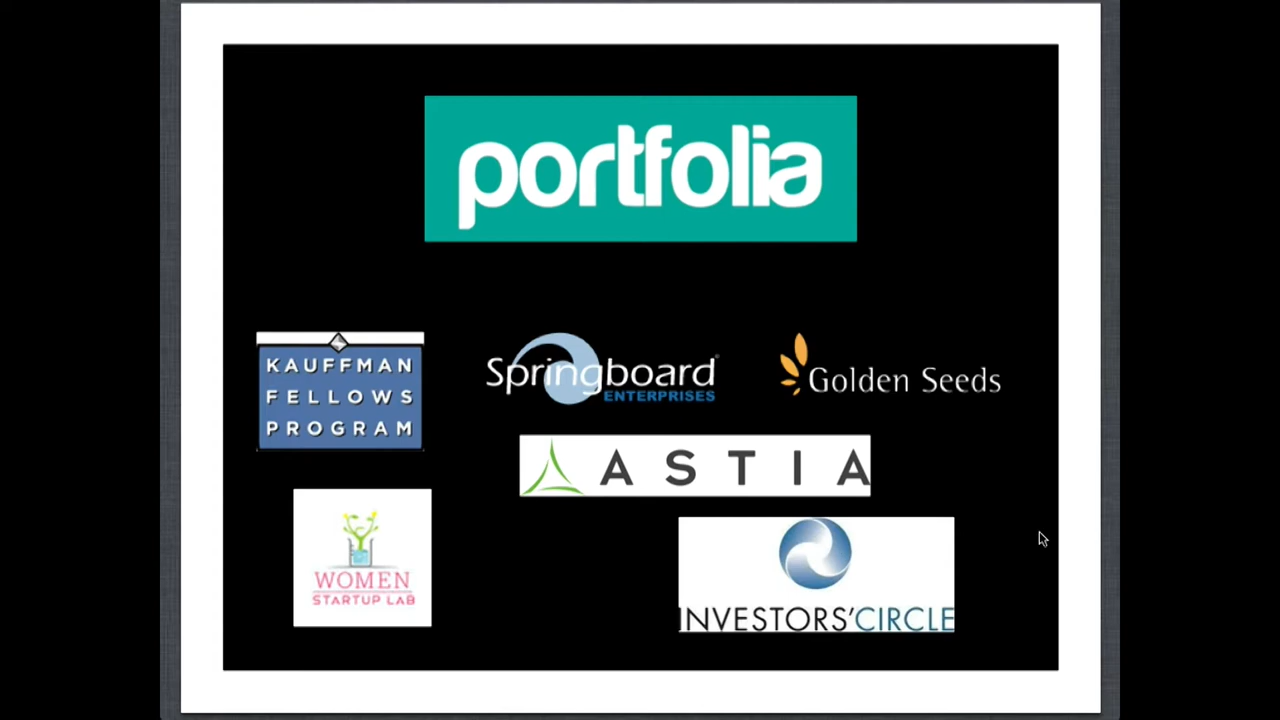 portfolia
KAUFFMAN
FELLOWS
PROGRAM
Springboard
ENTERPRISES
Golden Seeds
ASTIA
WOMEN
STARTUP LAB
INVESTORS'CIRCLE